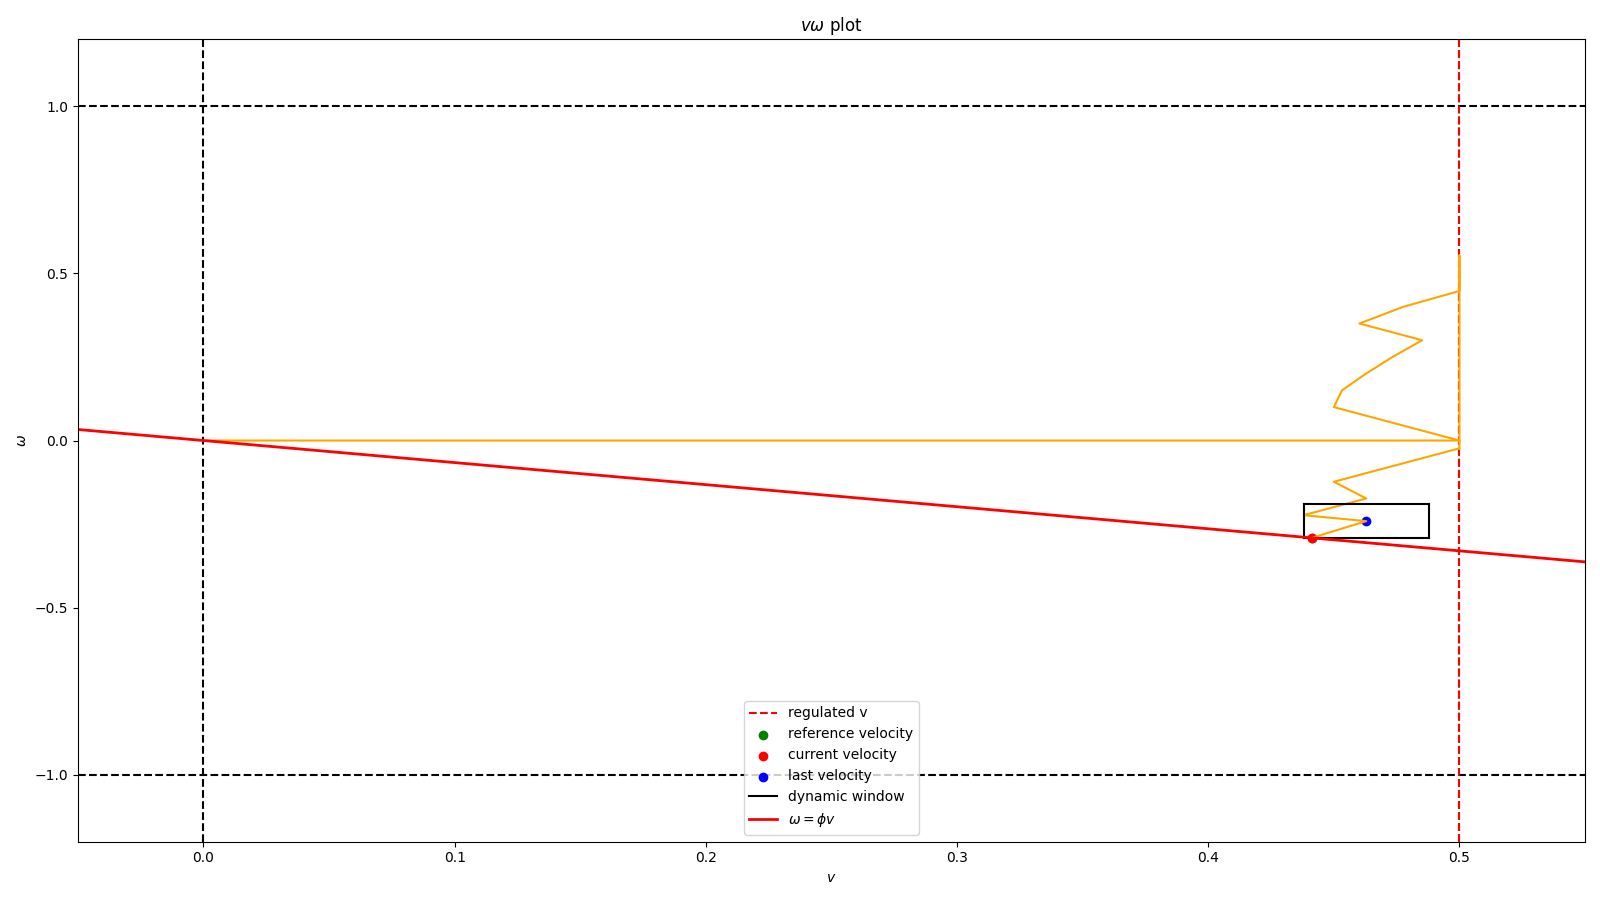 vω plot
ω
1.0
0.5
0.0
−0.5
−1.0
regulated v
reference velocity
current velocity
last velocity
dynamic window
ω = ϕv
0.0 0.1 0.2 0.3 0.4 0.5
v